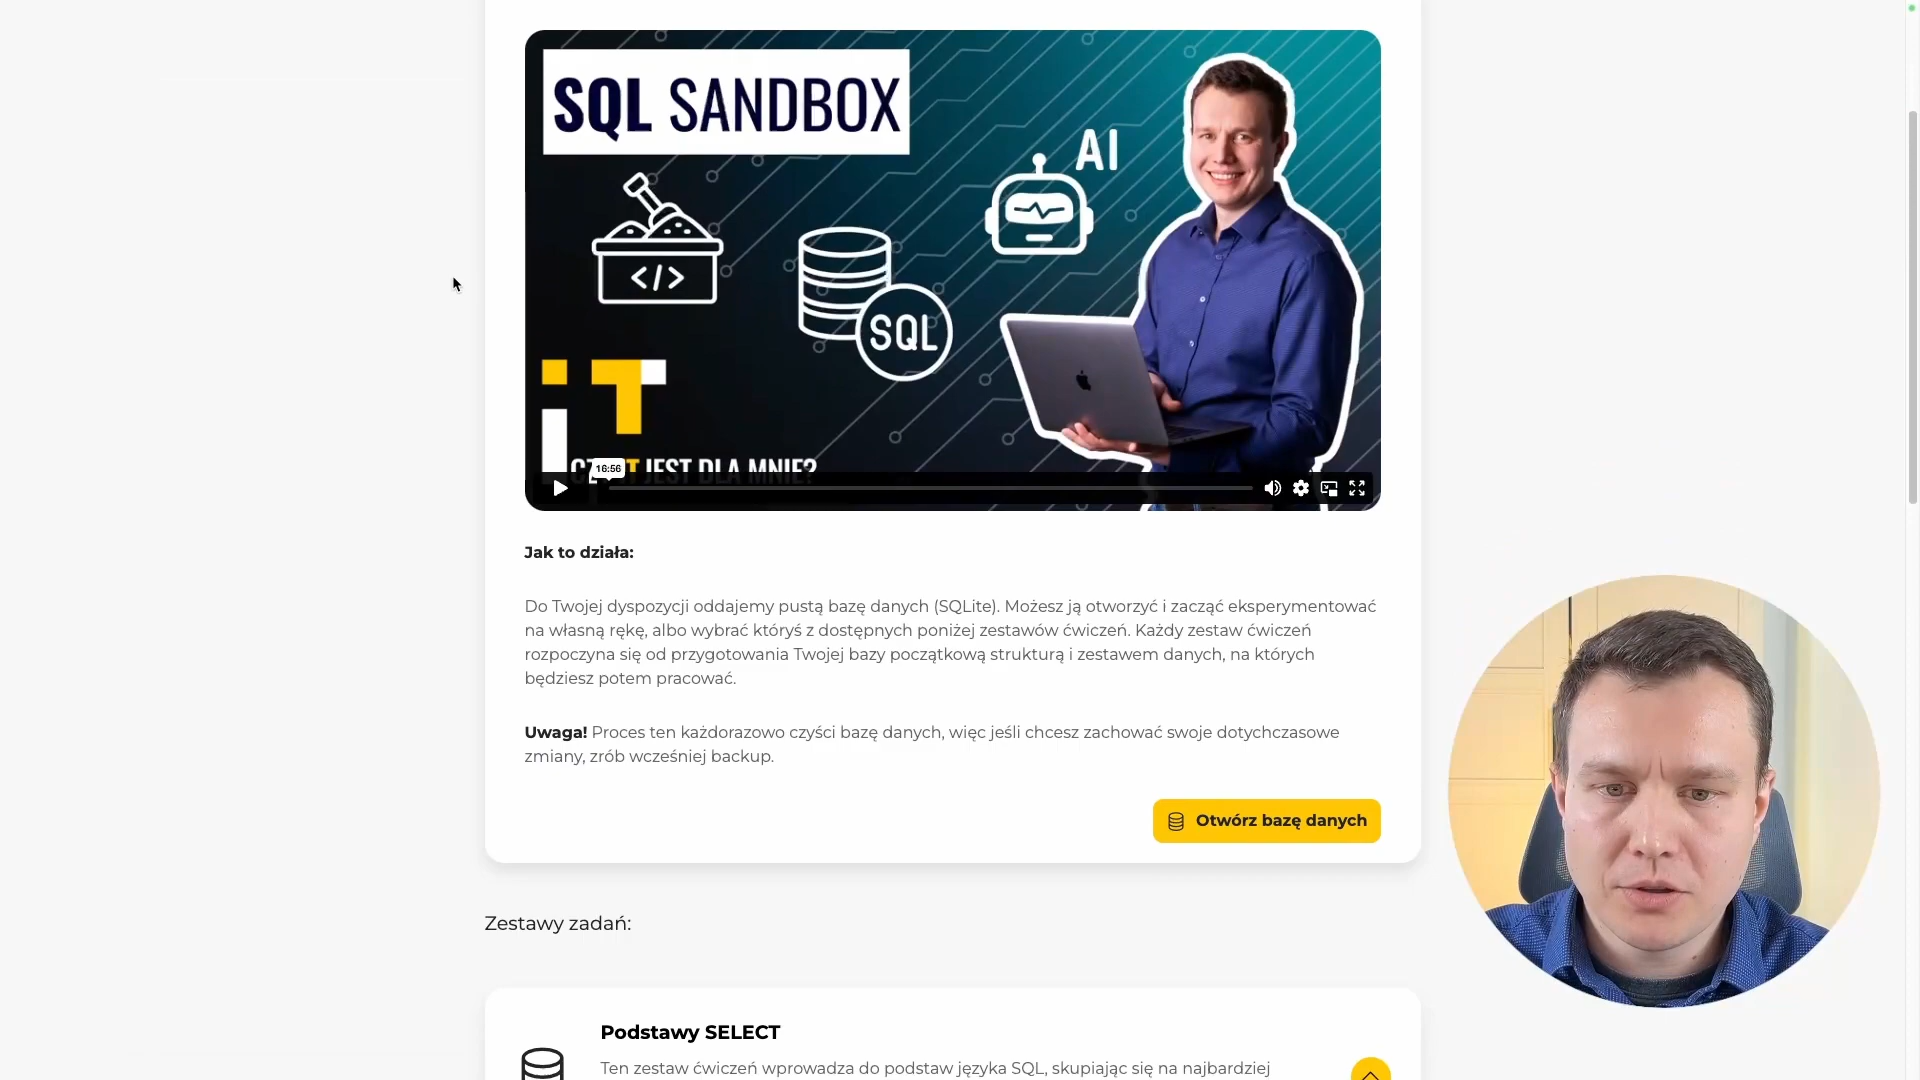 SQL SANDBOX
AI
</>
SQL
iT
JEST DLA MNIE?
16:56
Jak to działa:
Do Twojej dyspozycji oddajemy pustą bazę danych (SQLite). Możesz ją otworzyć i zacząć eksperymentować
na własną rękę, albo wybrać któryś z dostępnych poniżej zestawów ćwiczeń. Każdy zestaw ćwiczeń
rozpoczyna się od przygotowania Twojej bazy początkową strukturą i zestawem danych, na których
będziesz potem pracować.
Uwaga! Proces ten każdorazowo czyści bazę danych, więc jeśli chcesz zachować swoje dotychczasowe
zmiany, zrób wcześniej backup.
Otwórz bazę danych
Zestawy zadań:
Podstawy SELECT
Ten zestaw ćwiczeń wprowadza do podstaw języka SQL, skupiając się na najbardziej